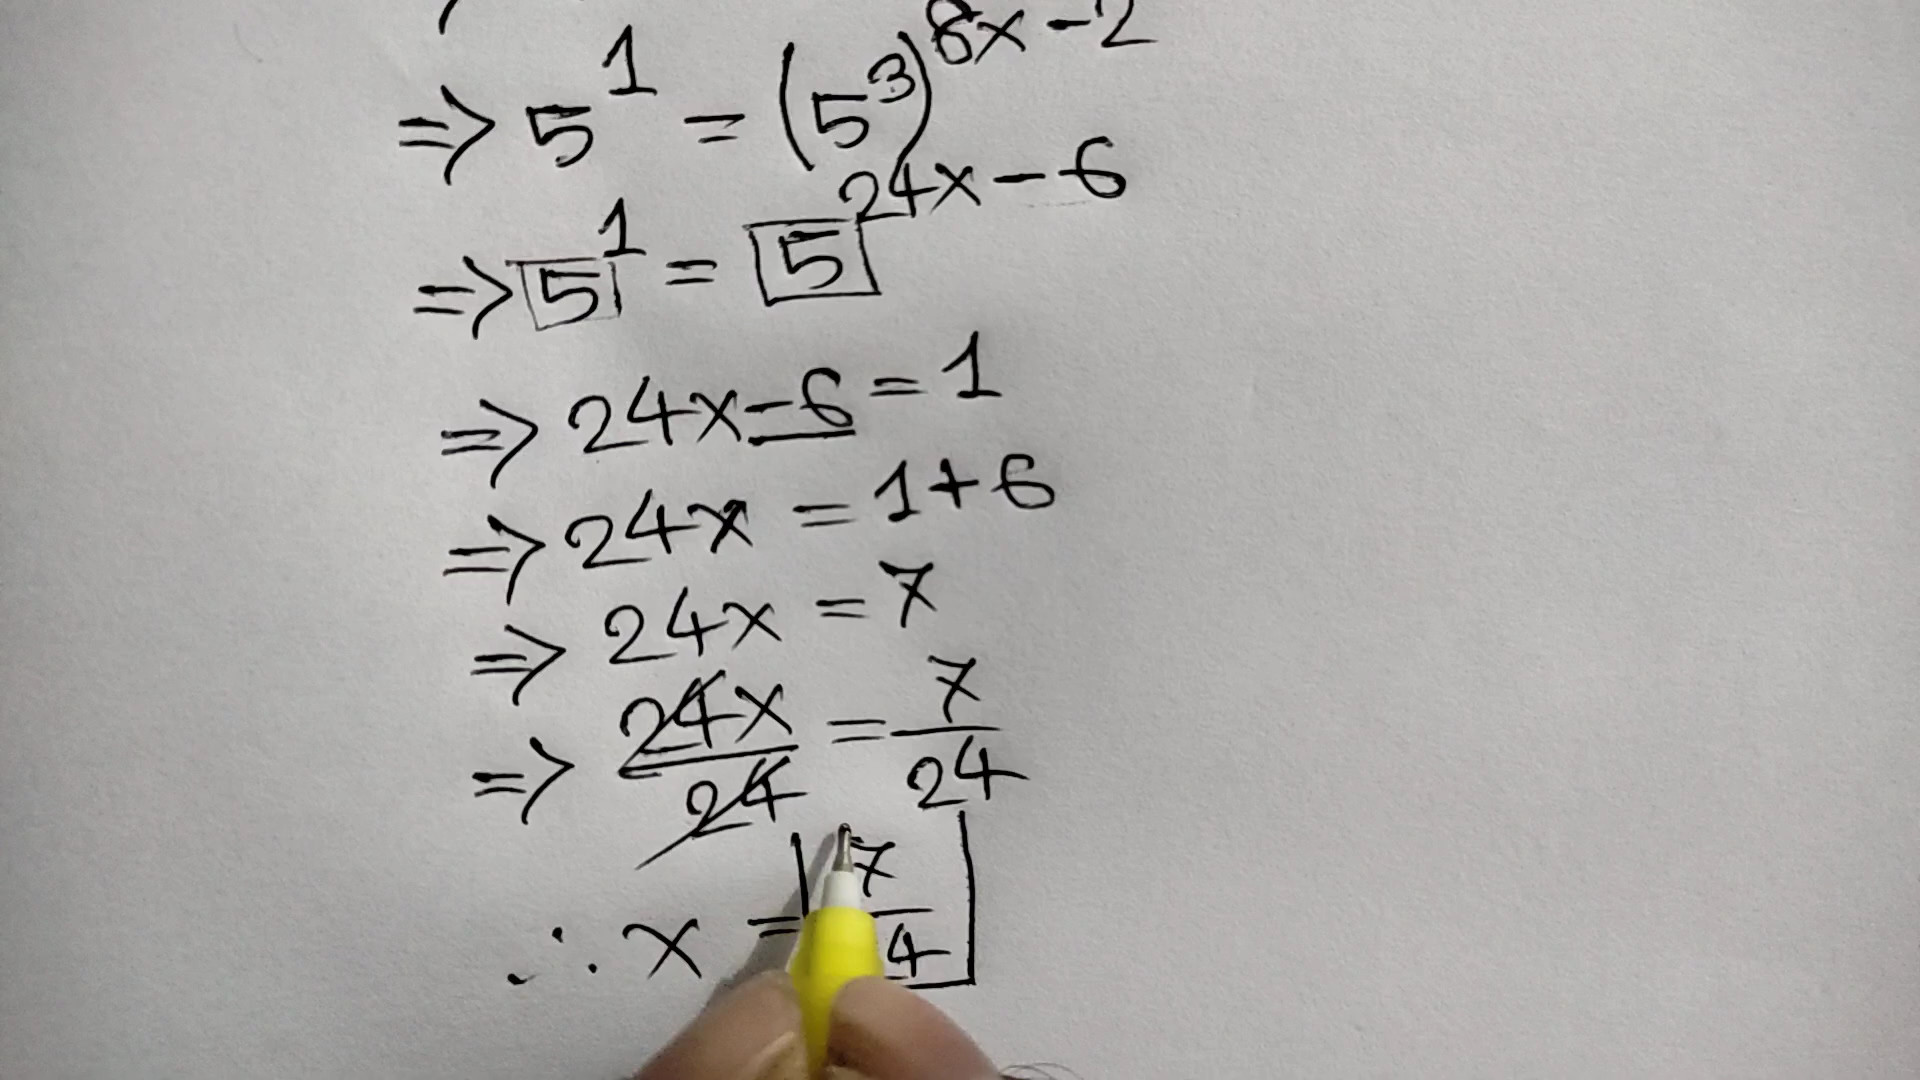 ⇒ 5^1 = (5^3)^{8x-2}
⇒ 5^1 = 5^{24x-6}
⇒ 24x-6 = 1
⇒ 24x = 1+6
⇒ 24x = 7
⇒ 24x/24 = 7/24
∴ x = 7/ 4